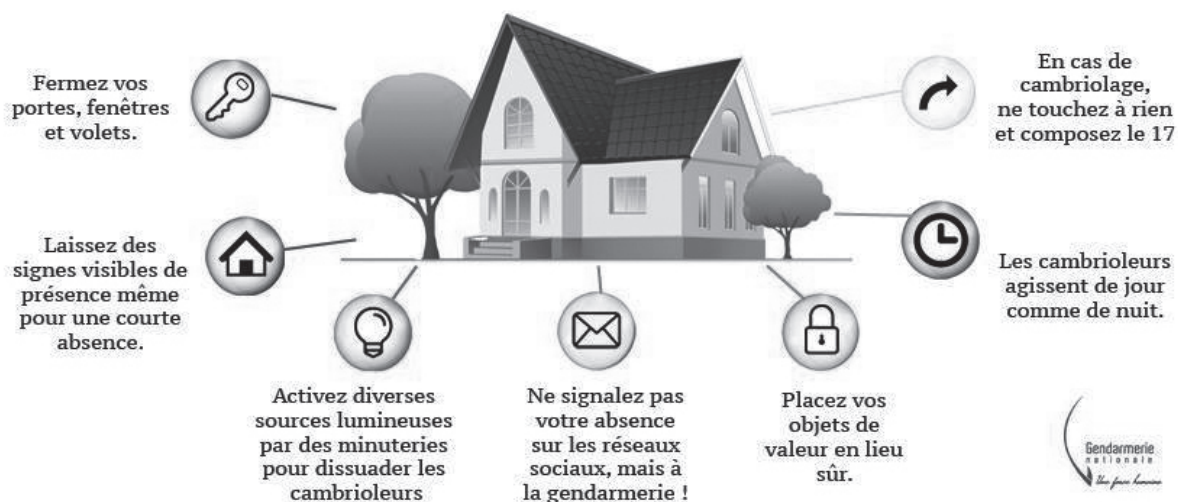 Fermez vos
portes, fenêtres
et volets.
Laissez des
signes visibles de
présence même
pour une courte
absence.
Activez diverses
sources lumineuses
par des minuteries
pour dissuader les
cambrioleurs
Ne signalez pas
votre absence
sur les réseaux
sociaux, mais à
la gendarmerie !
Placez vos
objets de
valeur en lieu
sûr.
En cas de
cambriolage,
ne touchez à rien
et composez le 17
Les cambrioleurs
agissent de jour
comme de nuit.
Gendarmerie
nationale
Une force humaine